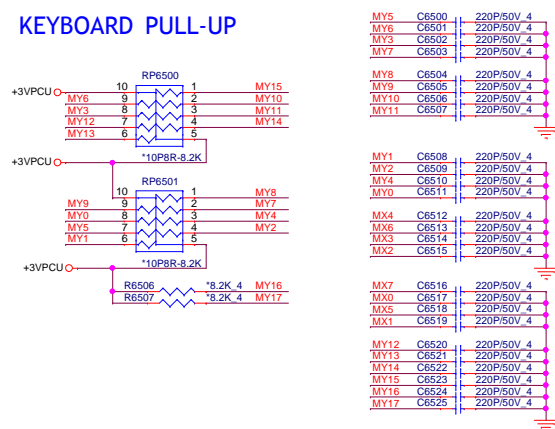 KEYBOARD PULL-UP
RP6500
+3VPCU 10 1 MY15
MY6 9 2 MY10
MY3 8 3 MY11
MY12 7 4 MY14
MY13 6 5
*10P8R-8.2K
+3VPCU
RP6501
10 1 MY8
MY9 9 2 MY7
MY0 8 3 MY4
MY5 7 4 MY2
MY1 6 5
*10P8R-8.2K
+3VPCU
R6506 *8.2K_4 MY16
R6507 *8.2K_4 MY17
MY5 C6500 220P/50V_4
MY6 C6501 220P/50V_4
MY3 C6502 220P/50V_4
MY7 C6503 220P/50V_4
MY8 C6504 220P/50V_4
MY9 C6505 220P/50V_4
MY10 C6506 220P/50V_4
MY11 C6507 220P/50V_4
MY1 C6508 220P/50V_4
MY2 C6509 220P/50V_4
MY4 C6510 220P/50V_4
MY0 C6511 220P/50V_4
MX4 C6512 220P/50V_4
MX6 C6513 220P/50V_4
MX3 C6514 220P/50V_4
MX2 C6515 220P/50V_4
MX7 C6516 220P/50V_4
MX0 C6517 220P/50V_4
MX5 C6518 220P/50V_4
MX1 C6519 220P/50V_4
MY12 C6520 220P/50V_4
MY13 C6521 220P/50V_4
MY14 C6522 220P/50V_4
MY15 C6523 220P/50V_4
MY16 C6524 220P/50V_4
MY17 C6525 220P/50V_4